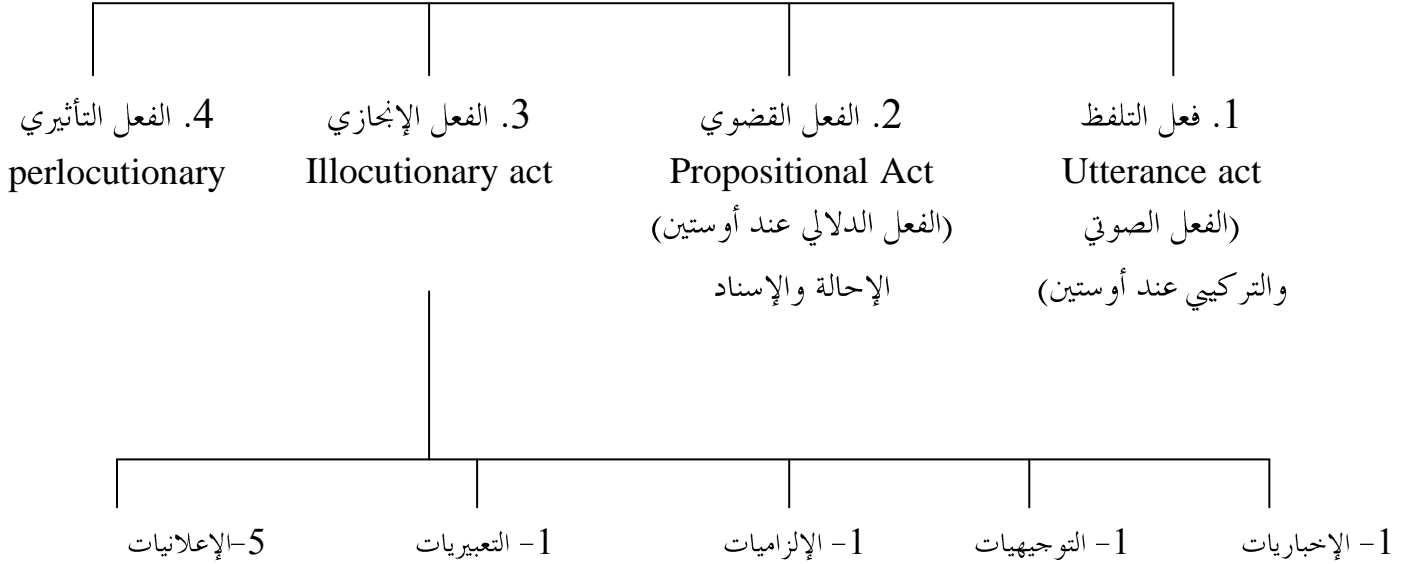 1. فعل التلفظ
Utterance act
(الفعل الصوتي
والتركيبي عند أوستين)
2. الفعل القضوي
Propositional Act
(الفعل الدلالي عند أوستين)
الإحالة والإسناد
3. الفعل الإنجازي
Illocutionary act
4. الفعل التأثيري
perlocutionary
1- الإخباريات
1- التوجيهيات
1- الإلزاميات
1- التعبيريات
5-الإعلانيات